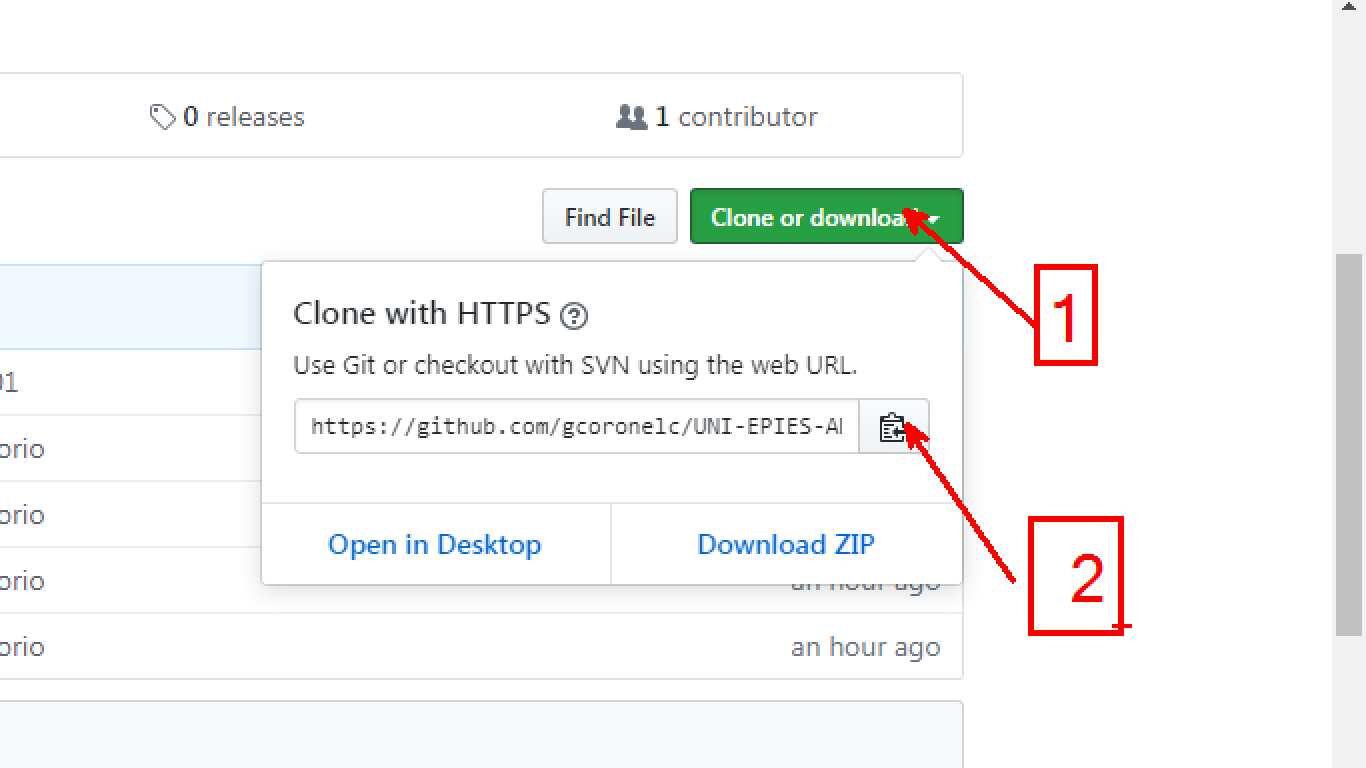 0 releases
1 contributor
Find File
Clone or download
1
Clone with HTTPS
Use Git or checkout with SVN using the web URL.
01
https://github.com/gcoronelc/UNI-EPIES-A
orio
orio
Open in Desktop
Download ZIP
2
orio
an hour ago
orio
an hour ago